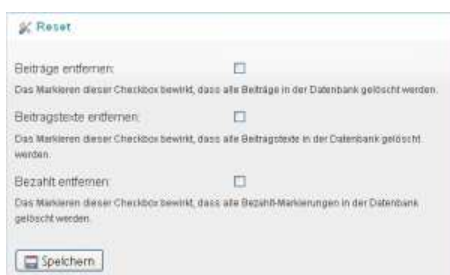 Reset
Beiträge entfernen:
Das Markieren dieser Checkbox bewirkt, dass alle Beiträge in der Datenbank gelöscht werden.
Beitragstexte entfernen:
Das Markieren dieser Checkbox bewirkt, dass alle Beitragstexte in der Datenbank gelöscht
werden.
Bezahlt entfernen:
Das Markieren dieser Checkbox bewirkt, dass alle Bezahlt-Markierungen in der Datenbank
gelöscht werden.
Speichern